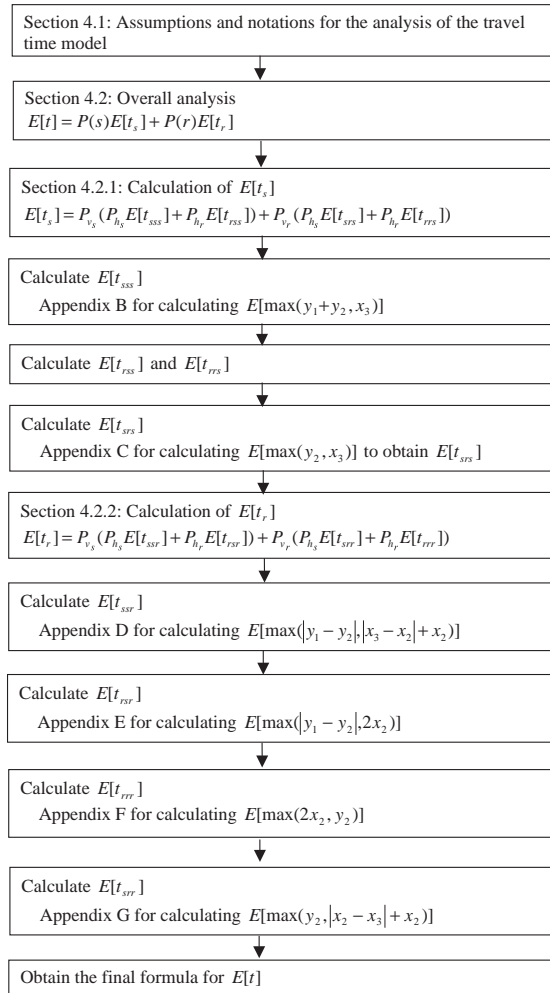 Section 4.1: Assumptions and notations for the analysis of the travel
time model
Section 4.2: Overall analysis
E[t] = P(s)E[t_s] + P(r)E[t_r]
Section 4.2.1: Calculation of E[t_s]
E[t_s] = P_{v_s}(P_{h_s}E[t_{sss}] + P_{h_r}E[t_{rss}]) + P_{v_r}(P_{h_s}E[t_{srs}] + P_{h_r}E[t_{rrs}])
Calculate E[t_{sss}]
Appendix B for calculating E[max(y_1+y_2, x_3)]
Calculate E[t_{rss}] and E[t_{rrs}]
Calculate E[t_{srs}]
Appendix C for calculating E[max(y_2, x_3)] to obtain E[t_{srs}]
Section 4.2.2: Calculation of E[t_r]
E[t_r] = P_{v_s}(P_{h_s}E[t_{ssr}] + P_{h_r}E[t_{rsr}]) + P_{v_r}(P_{h_s}E[t_{srr}] + P_{h_r}E[t_{rrr}])
Calculate E[t_{ssr}]
Appendix D for calculating E[max(|y_1 − y_2|, |x_3 − x_2| + x_2)]
Calculate E[t_{rsr}]
Appendix E for calculating E[max(|y_1 − y_2|, 2x_2)]
Calculate E[t_{rrr}]
Appendix F for calculating E[max(2x_2, y_2)]
Calculate E[t_{srr}]
Appendix G for calculating E[max(y_2, |x_2 − x_3| + x_2)]
Obtain the final formula for E[t]